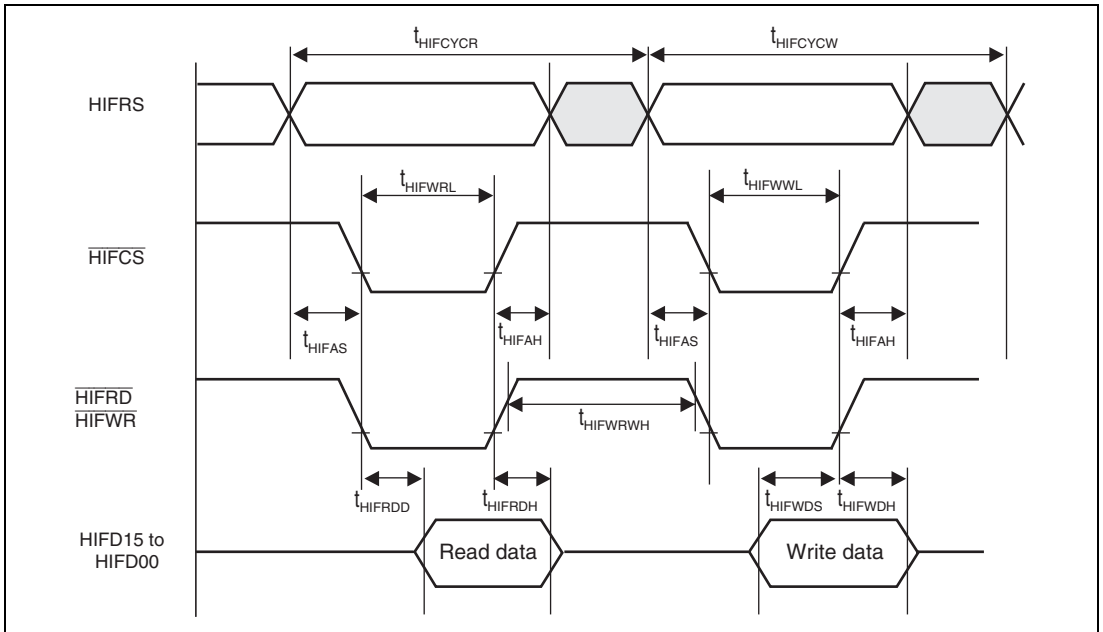 tHIFCYCR
tHIFCYCW
HIFRS
tHIFWRL
tHIFWWL
HIFCS
tHIFAS
tHIFAH
tHIFAS
tHIFAH
HIFRD
HIFWR
tHIFWRWH
tHIFRDD
tHIFRDH
tHIFWDS
tHIFWDH
HIFD15 to
HIFD00
Read data
Write data